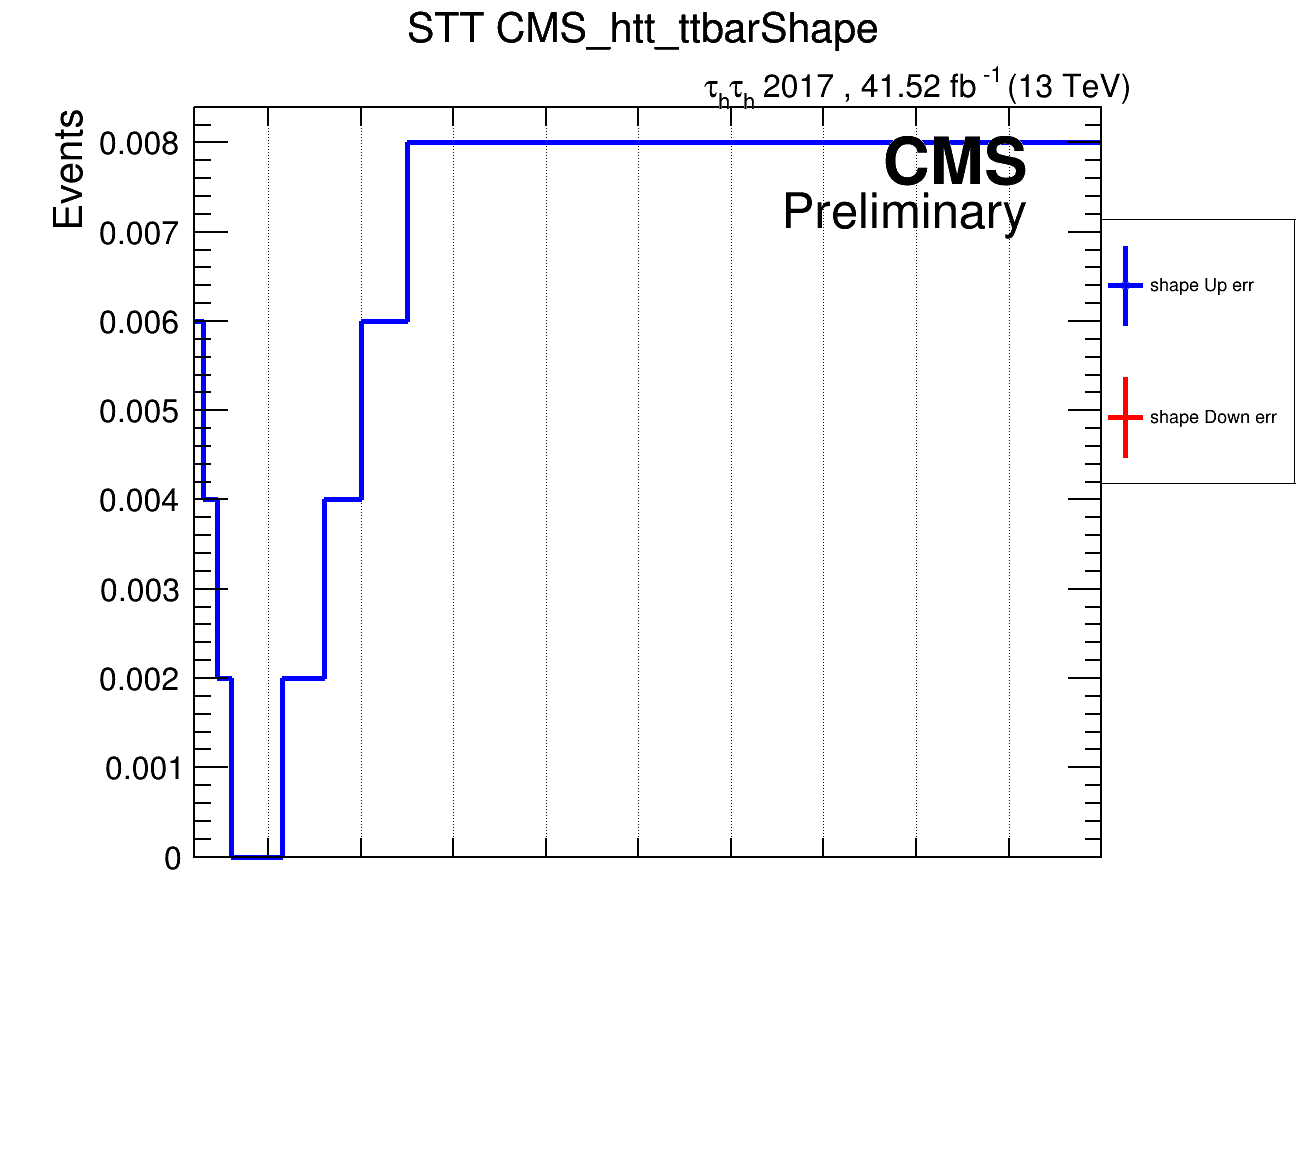 STT CMS_htt_ttbarShape
τhτh 2017 , 41.52 fb-1 (13 TeV)
Events
CMS
Preliminary
0.008
0.007
0.006
0.005
0.004
0.003
0.002
0.001
0
shape Up err
shape Down err